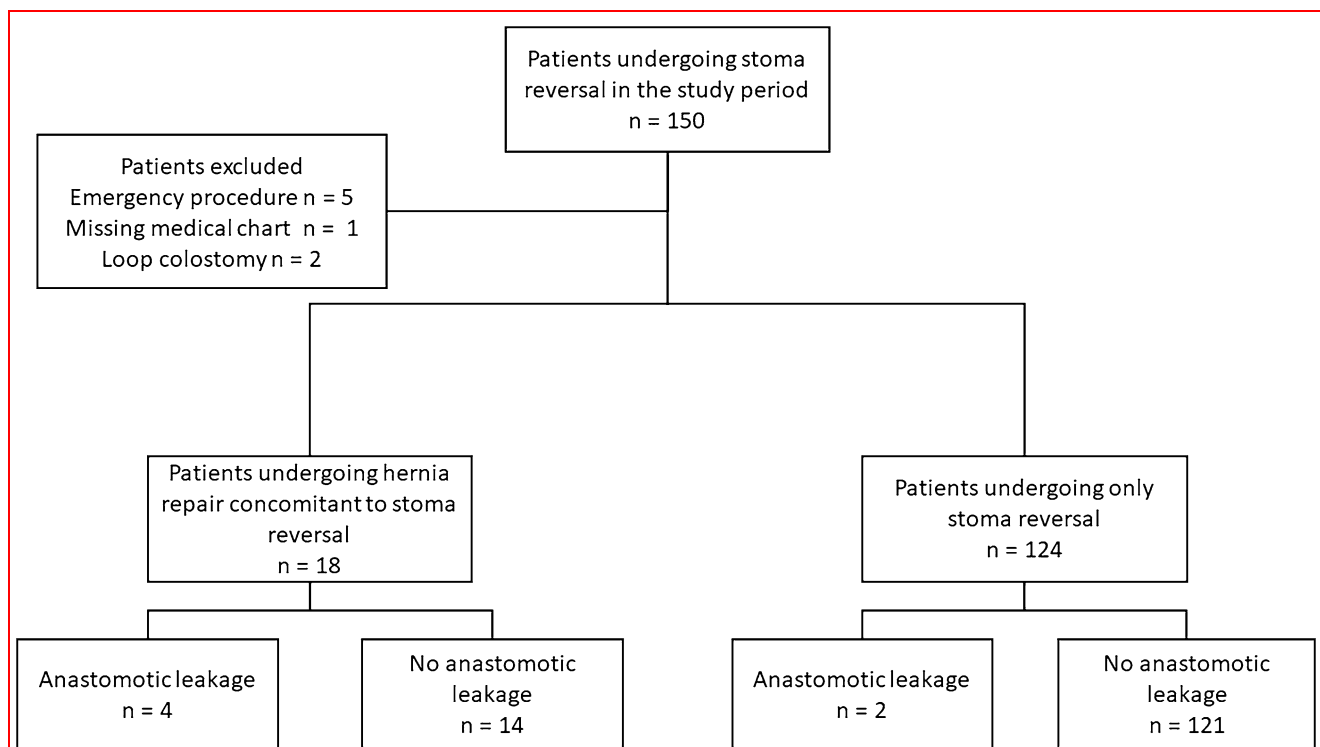 Patients undergoing stoma
reversal in the study period
n = 150
Patients excluded
Emergency procedure n = 5
Missing medical chart n = 1
Loop colostomy n = 2
Patients undergoing hernia
repair concomitant to stoma
reversal
n = 18
Patients undergoing only
stoma reversal
n = 124
Anastomotic leakage
n = 4
No anastomotic
leakage
n = 14
Anastomotic leakage
n = 2
No anastomotic
leakage
n = 121